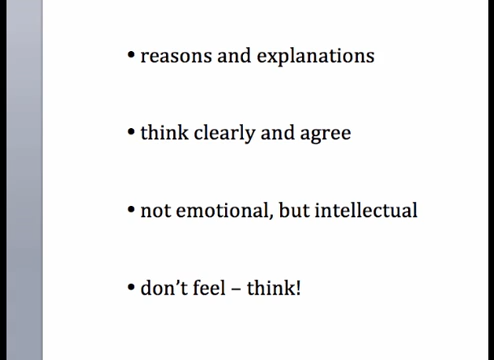 • reasons and explanations
• think clearly and agree
• not emotional, but intellectual
• don’t feel – think!